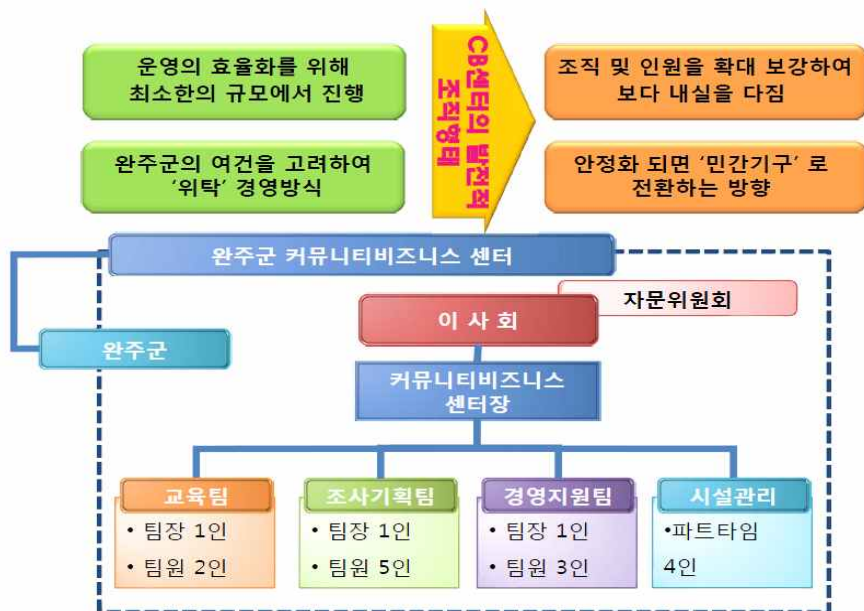 운영의 효율화를 위해
최소한의 규모에서 진행
완주군의 여건을 고려하여
‘위탁’ 경영방식
CB센터의 발전적
조직형태
조직 및 인원을 확대 보강하여
보다 내실을 다짐
안정화 되면 ‘민간기구’ 로
전환하는 방향
완주군 커뮤니티비즈니스 센터
자문위원회
이 사 회
완주군
커뮤니티비즈니스
센터장
교육팀
• 팀장 1인
• 팀원 2인
조사기획팀
• 팀장 1인
• 팀원 5인
경영지원팀
• 팀장 1인
• 팀원 3인
시설관리
•파트타임
4인